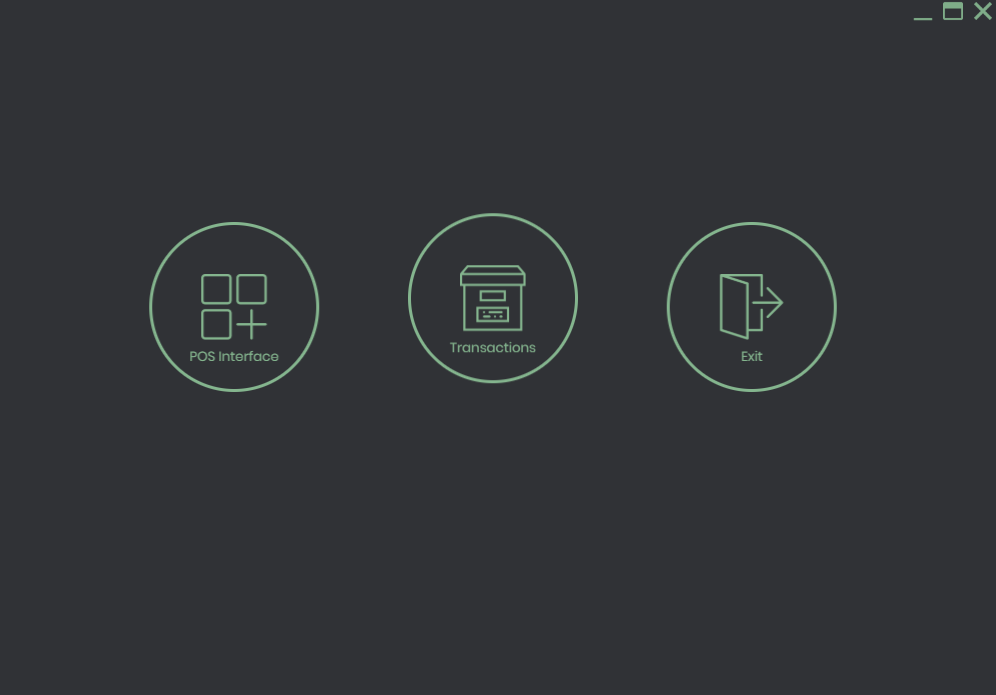 POS Interface
Transactions
Exit